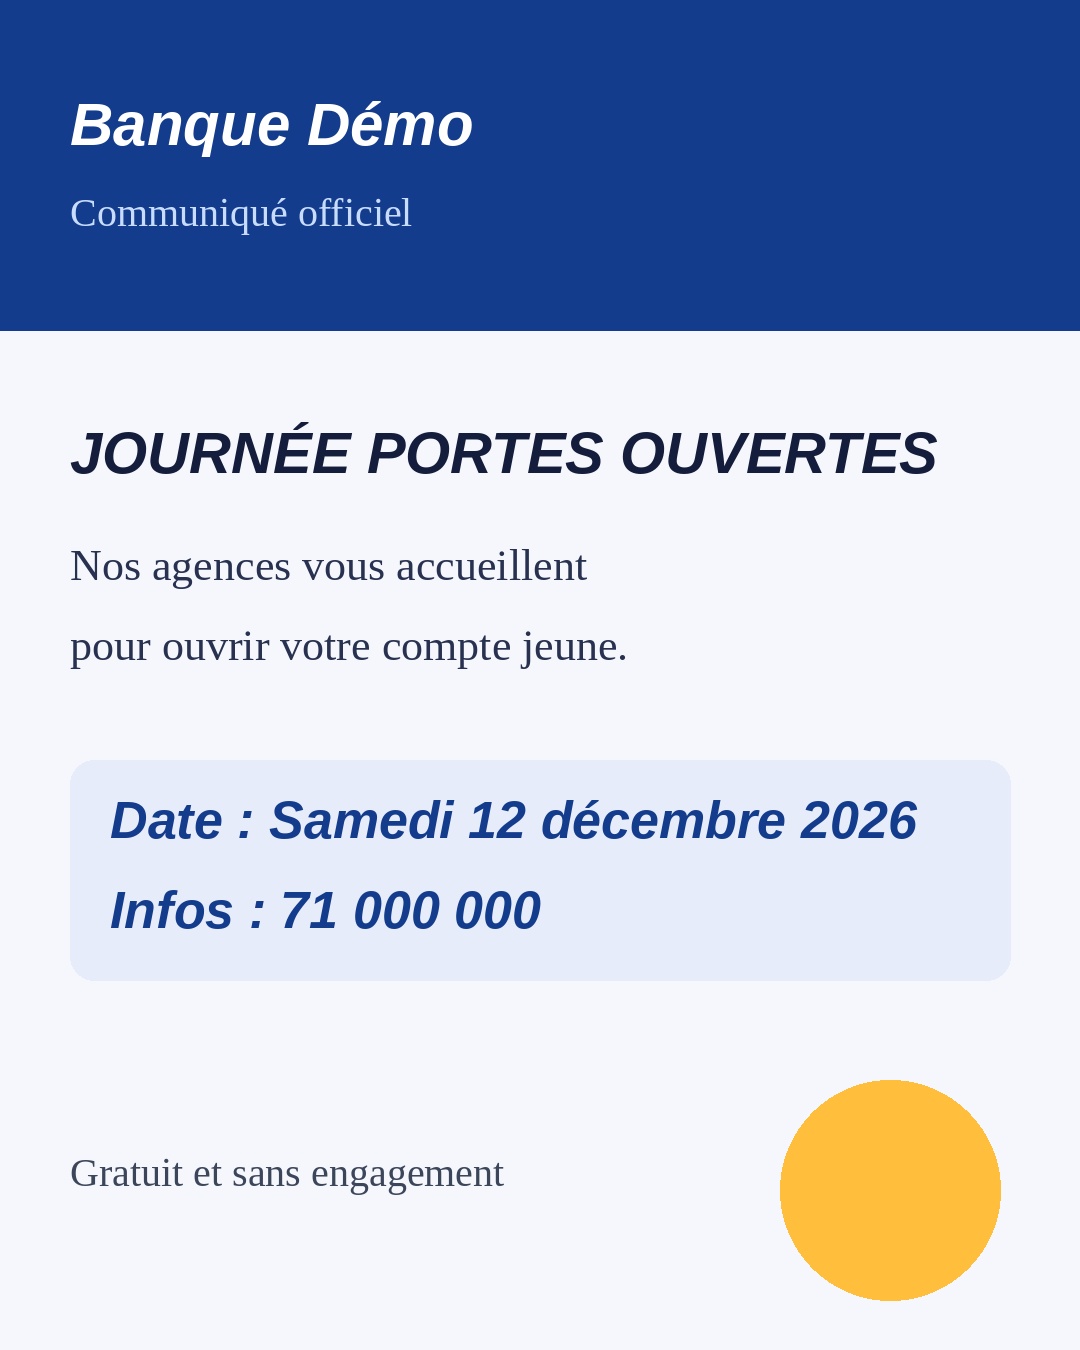 Banque Démo
Communiqué officiel
JOURNÉE PORTES OUVERTES
Nos agences vous accueillent
pour ouvrir votre compte jeune.
Date : Samedi 12 décembre 2026
Infos : 71 000 000
Gratuit et sans engagement